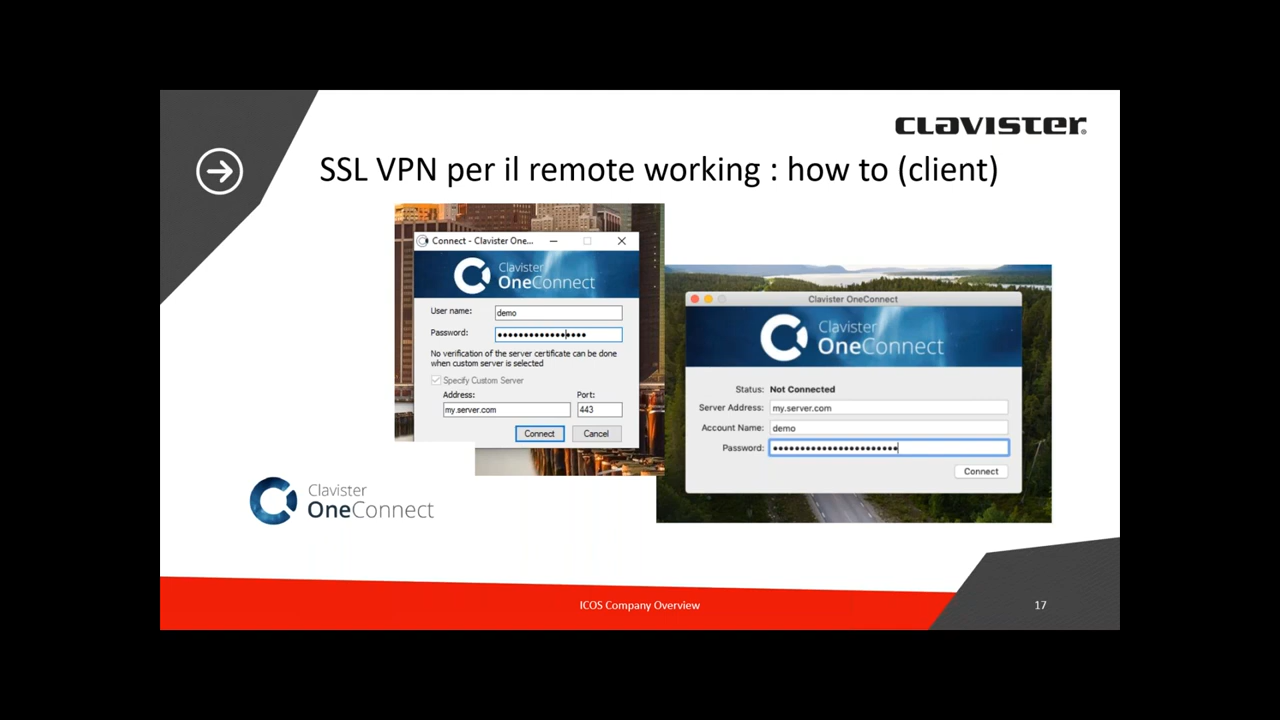 CLAVISTER
SSL VPN per il remote working : how to (client)
Connect - Clavister One...
Clavister
OneConnect
User name:
demo
Password:
•••••••••••••••••
No verification of the server certificate can be done
when custom server is selected
Specify Custom Server
Address:
Port:
my.server.com
443
Connect
Cancel
Clavister OneConnect
Clavister
OneConnect
Status: Not Connected
Server Address: my.server.com
Account Name: demo
Password: •••••••••••••••••••••••
Connect
Clavister
OneConnect
ICOS Company Overview
17